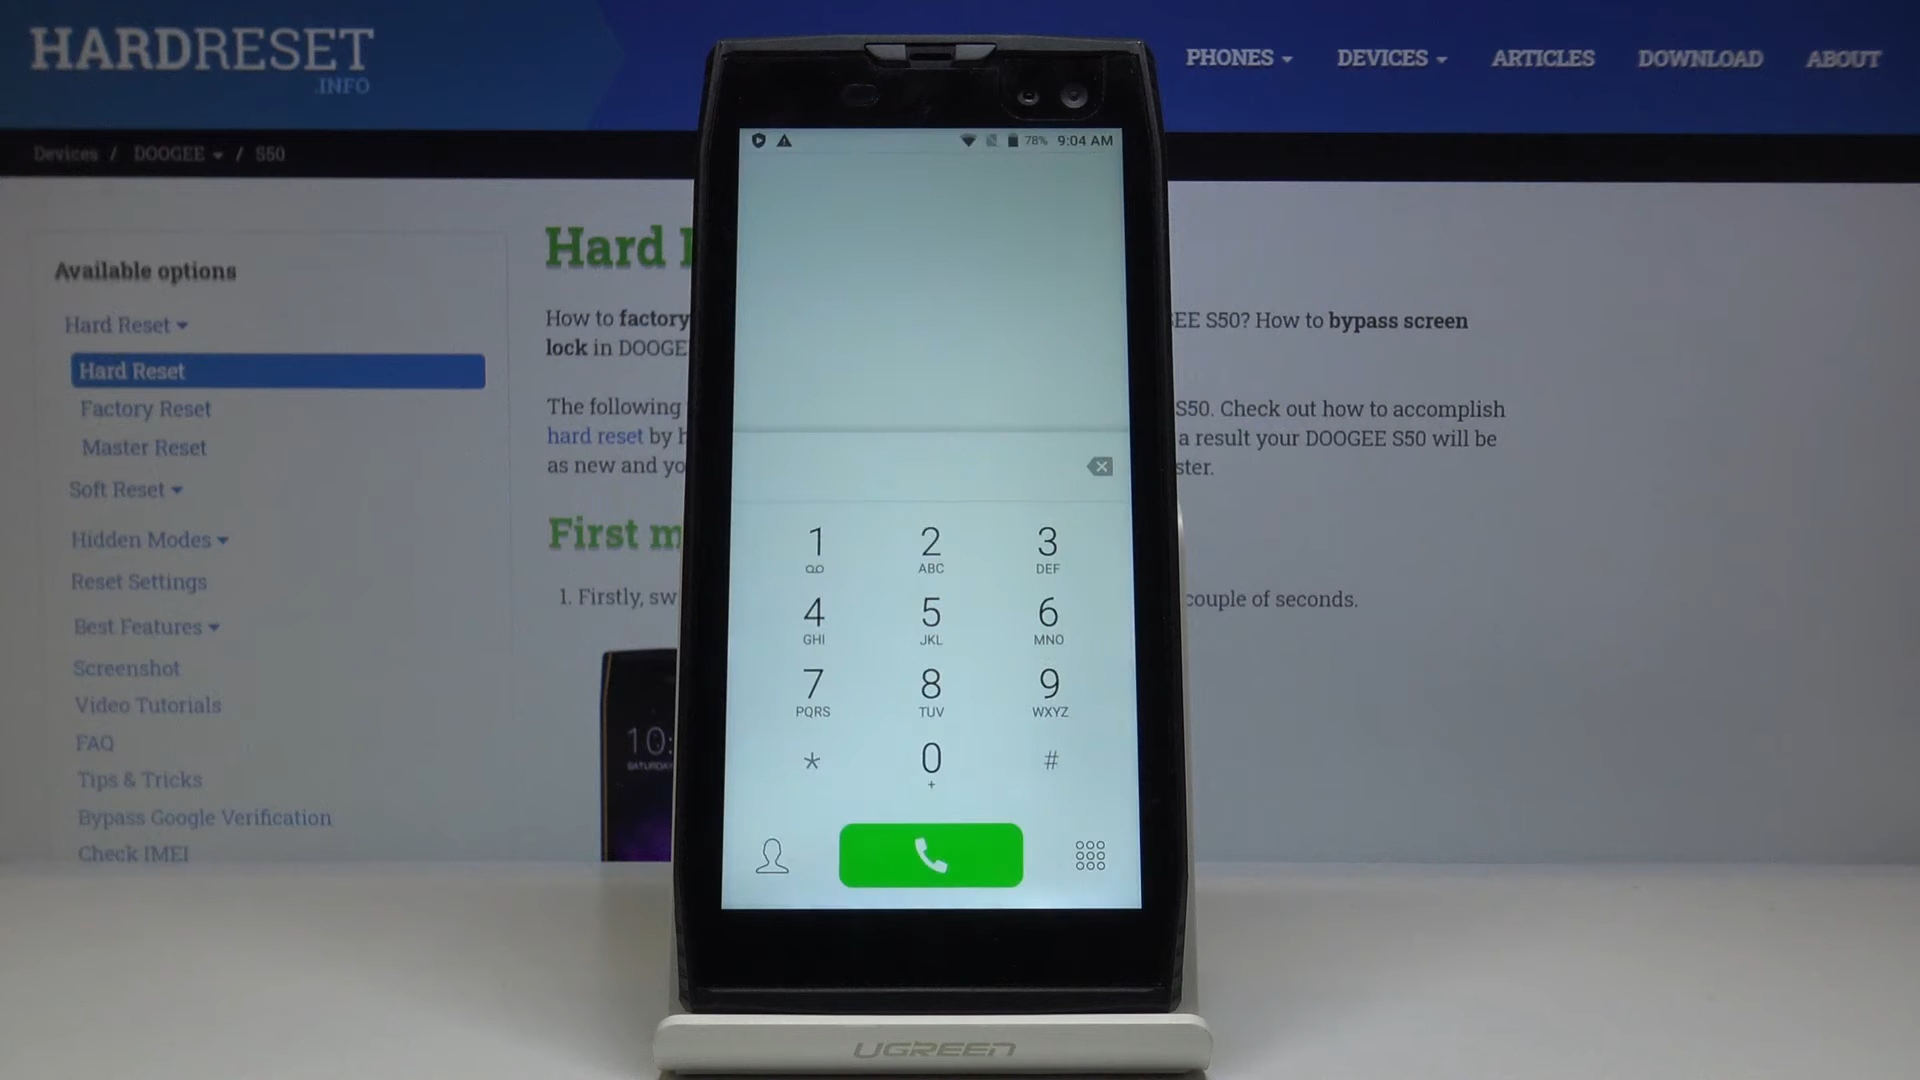 HARDRESET
.INFO
PHONES
DEVICES
ARTICLES
DOWNLOAD
ABOUT
Devices / DOOGEE / S50
Available options
Hard Reset
Hard Reset
Factory Reset
Master Reset
Soft Reset
Hidden Modes
Reset Settings
Best Features
Screenshot
Video Tutorials
FAQ
Tips & Tricks
Bypass Google Verification
Check IMEI
Hard
How to factory
S50? How to bypass screen
lock in
The following
S50. Check out how to accomplish
hard reset by
a result your DOOGEE S50 will be
as new and
First
1. Firstly,
couple of seconds.
10:
78% 9:04 AM
1
2
ABC
3
DEF
4
GHI
5
JKL
6
MNO
7
PQRS
8
TUV
9
WXYZ
*
0
+
#
UGREEN